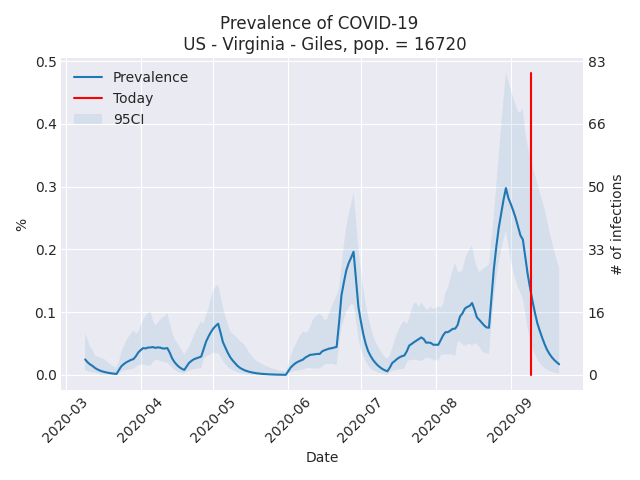 Prevalence of COVID-19
US - Virginia - Giles, pop. = 16720
Prevalence
Today
95CI
0.5
0.4
0.3
0.2
0.1
0.0
%
83
66
50
33
16
0
# of infections
2020-03
2020-04
2020-05
2020-06
2020-07
2020-08
2020-09
Date